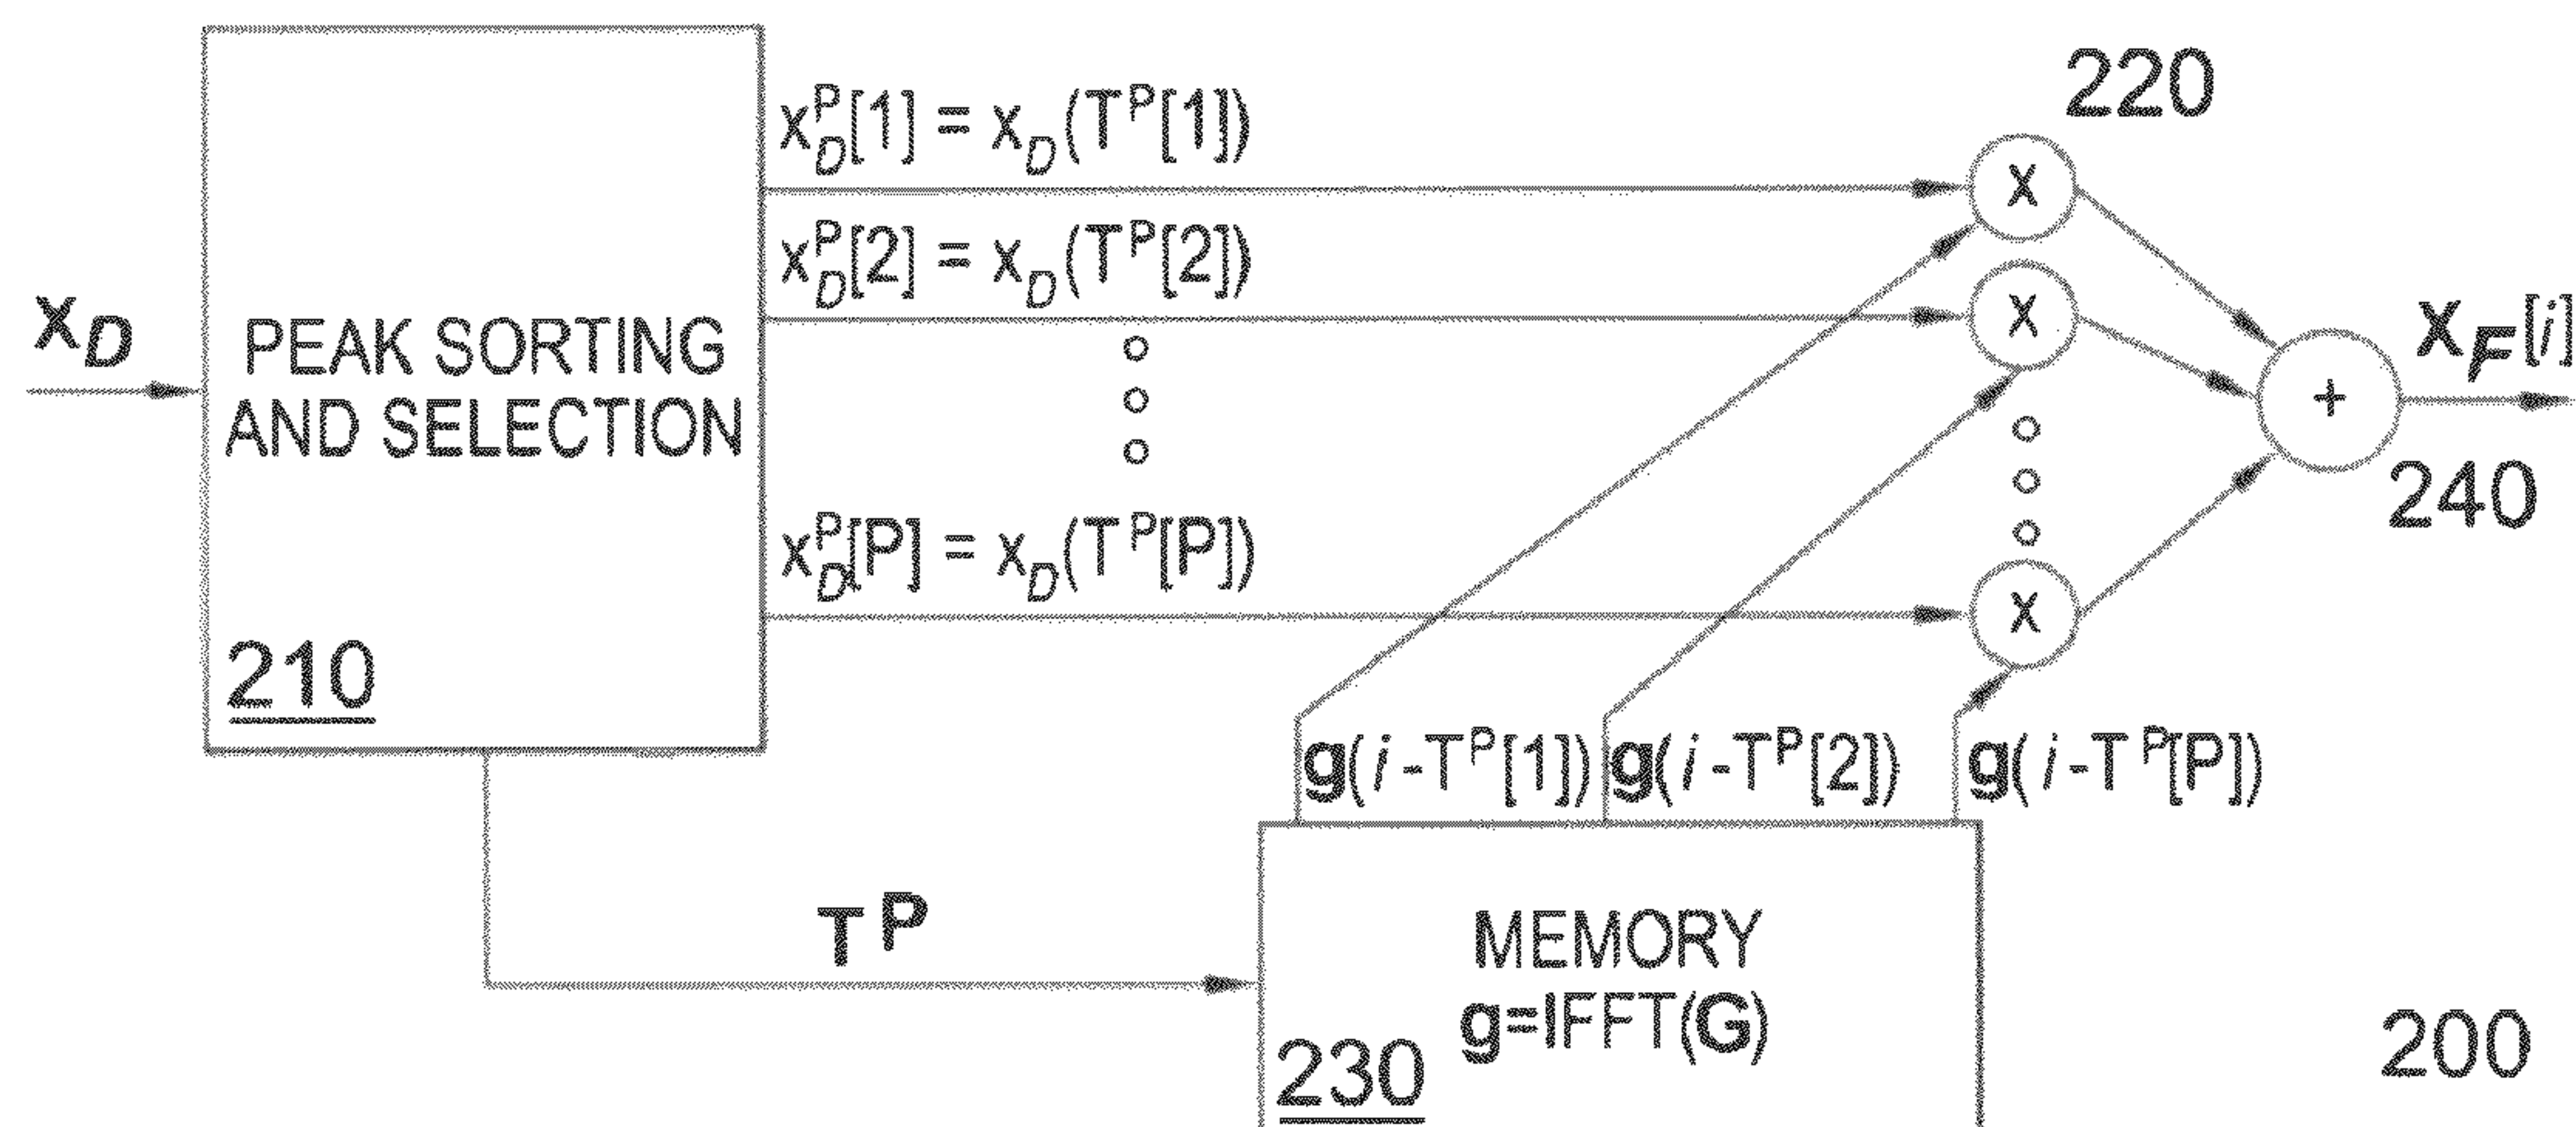 x_D
PEAK SORTING
AND SELECTION
210
x_D^P[1] = x_D(T^P[1])
x_D^P[2] = x_D(T^P[2])
x_D^P[P] = x_D(T^P[P])
220
x
x
x
+
x_F[i]
240
g(i-T^P[1]) g(i-T^P[2]) g(i-T^P[P])
T^P
MEMORY
g=IFFT(G)
230
200